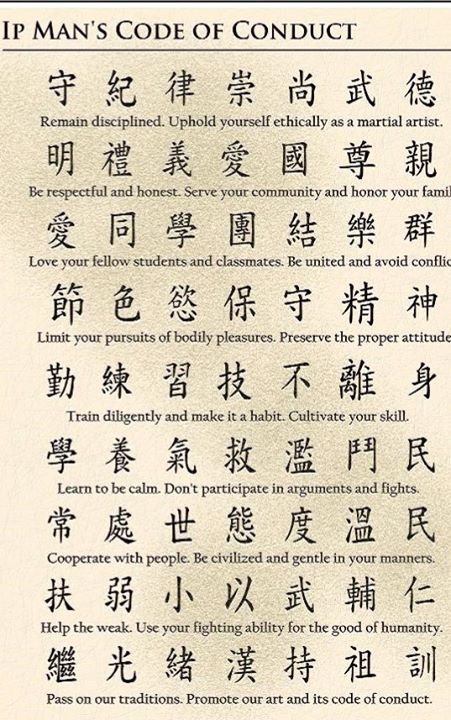 IP MAN'S CODE OF CONDUCT
守紀律崇尚武德
Remain disciplined. Uphold yourself ethically as a martial artist.
明禮義愛國尊親
Be respectful and honest. Serve your community and honor your famil
愛同學團結樂群
Love your fellow students and classmates. Be united and avoid conflic
節色慾保守精神
Limit your pursuits of bodily pleasures. Preserve the proper attitude
勤練習技不離身
Train diligently and make it a habit. Cultivate your skill.
學養氣救濫鬥民
Learn to be calm. Don't participate in arguments and fights.
常處世態度溫民
Cooperate with people. Be civilized and gentle in your manners.
扶弱小以武輔仁
Help the weak. Use your fighting ability for the good of humanity.
繼光緒漢持祖訓
Pass on our traditions. Promote our art and its code of conduct.